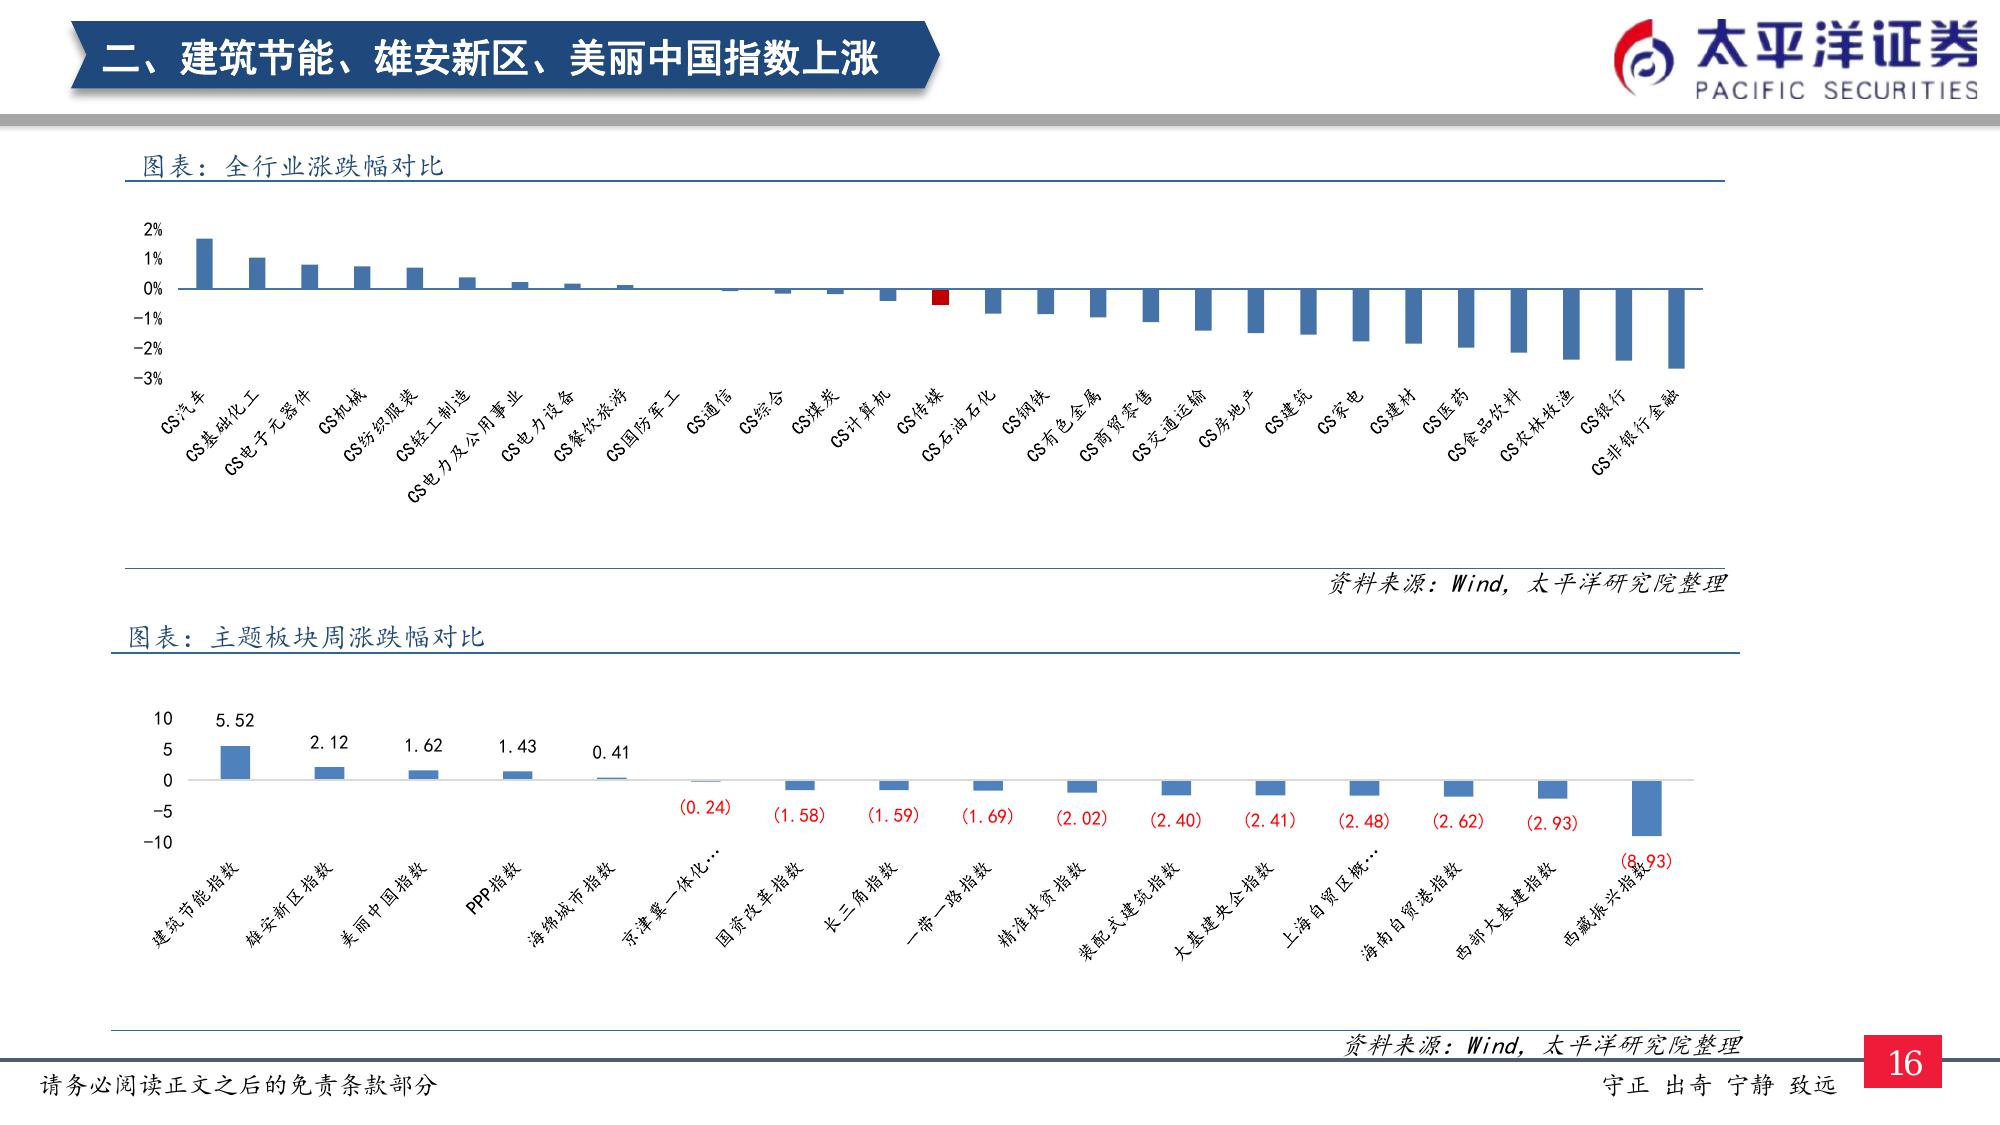 二、建筑节能、雄安新区、美丽中国指数上涨
太平洋证券
PACIFIC SECURITIES
图表：全行业涨跌幅对比
2%
1%
0%
-1%
-2%
-3%
CS汽车
CS基础化工
CS电子元器件
CS机械
CS纺织服装
CS轻工制造
CS电力及公用事业
CS电力设备
CS餐饮旅游
CS国防军工
CS通信
CS综合
CS煤炭
CS计算机
CS传媒
CS石油石化
CS钢铁
CS有色金属
CS商贸零售
CS交通运输
CS房地产
CS建筑
CS家电
CS建材
CS医药
CS食品饮料
CS农林牧渔
CS银行
CS非银行金融
资料来源：Wind，太平洋研究院整理
图表：主题板块周涨跌幅对比
10
5
0
-5
-10
5.52
2.12
1.62
1.43
0.41
(0.24)
(1.58)
(1.59)
(1.69)
(2.02)
(2.40)
(2.41)
(2.48)
(2.62)
(2.93)
(8.93)
建筑节能指数
雄安新区指数
美丽中国指数
PPP指数
海绵城市指数
京津冀一体化…
国资改革指数
长三角指数
一带一路指数
精准扶贫指数
装配式建筑指数
大基建央企指数
上海自贸区概…
海南自贸港指数
西部大基建指数
西藏振兴指数
资料来源：Wind，太平洋研究院整理
请务必阅读正文之后的免责条款部分
守正 出奇 宁静 致远
16